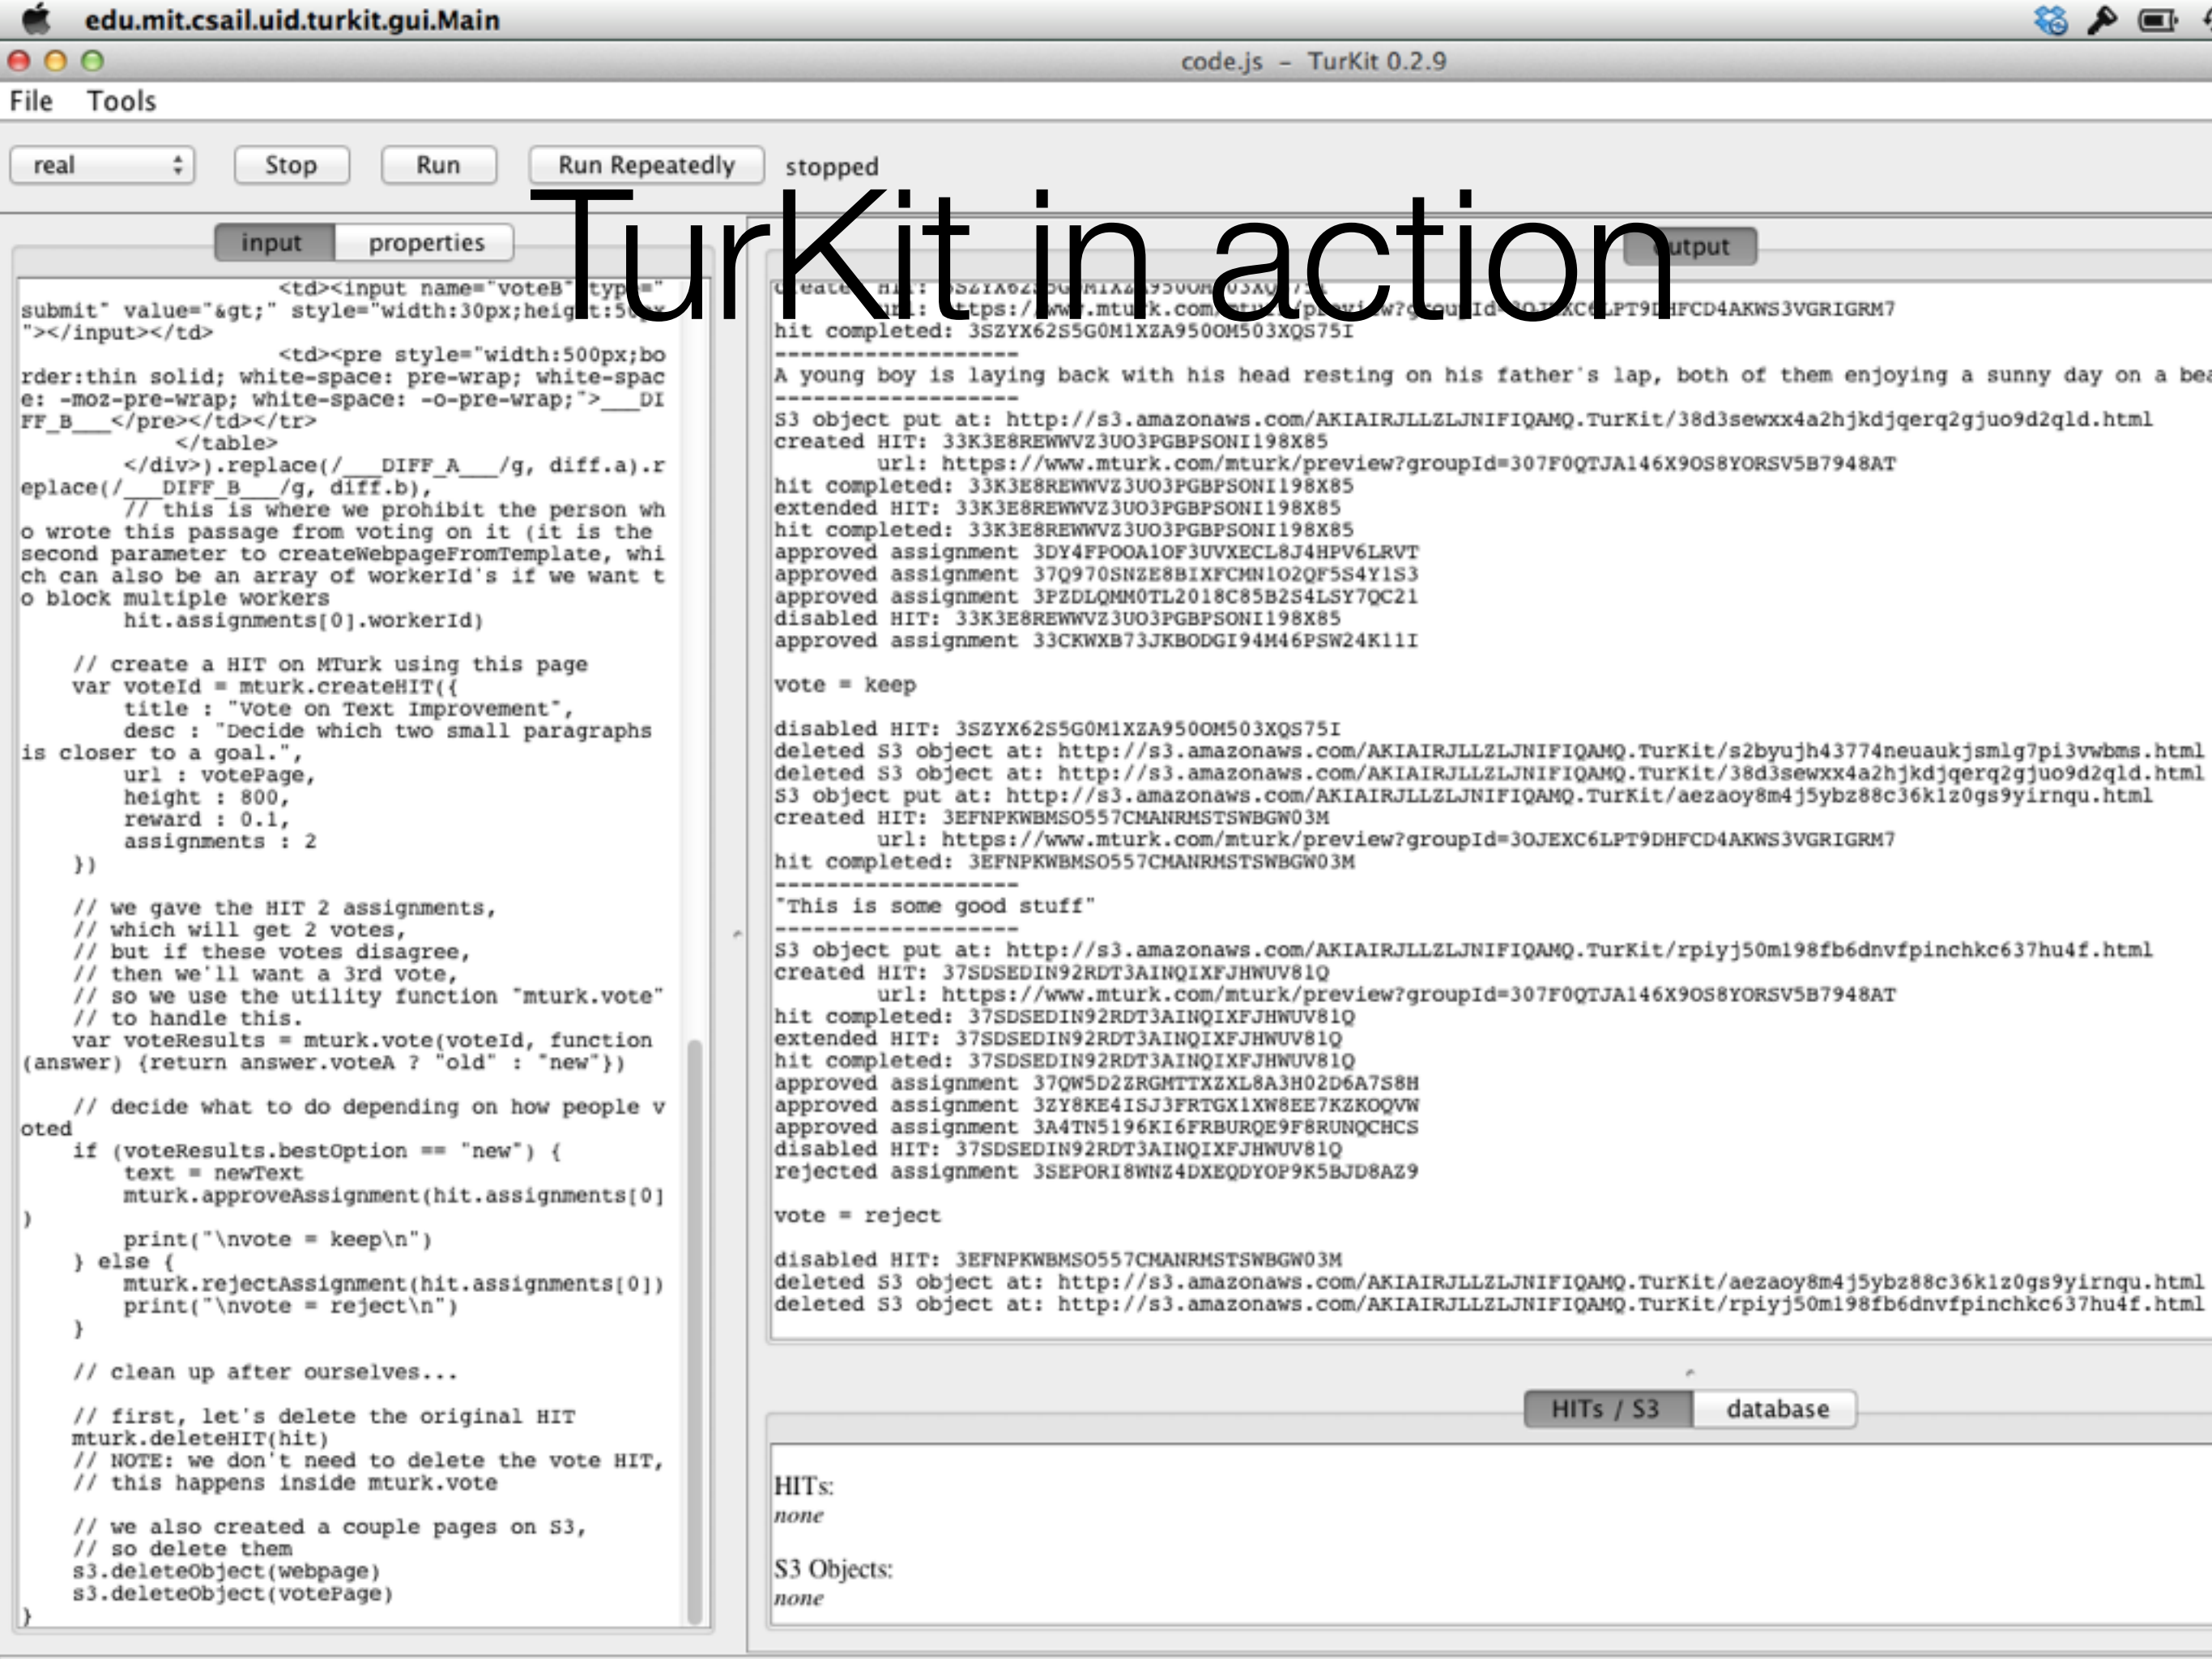 edu.mit.csail.uid.turkit.gui.Main
code.js – TurKit 0.2.9
File Tools
real Stop Run Run Repeatedly stopped
TurKit in action
input properties
<td><input name="voteB" type="
submit" value="&gt;" style="width:30px;height:50px
"></input></td>
<td><pre style="width:500px;bo
rder:thin solid; white-space: pre-wrap; white-spac
e: -moz-pre-wrap; white-space: -o-pre-wrap;">___DI
FF_B___</pre></td></tr>
</table>
</div>).replace(/___DIFF_A___/g, diff.a).r
eplace(/___DIFF_B___/g, diff.b),
// this is where we prohibit the person wh
o wrote this passage from voting on it (it is the
second parameter to createWebpageFromTemplate, whi
ch can also be an array of workerId's if we want t
o block multiple workers
hit.assignments[0].workerId)
// create a HIT on MTurk using this page
var voteId = mturk.createHIT({
title : "Vote on Text Improvement",
desc : "Decide which two small paragraphs
is closer to a goal.",
url : votePage,
height : 800,
reward : 0.1,
assignments : 2
})
// we gave the HIT 2 assignments,
// which will get 2 votes,
// but if these votes disagree,
// then we'll want a 3rd vote,
// so we use the utility function "mturk.vote"
// to handle this.
var voteResults = mturk.vote(voteId, function
(answer) {return answer.voteA ? "old" : "new"})
// decide what to do depending on how people v
oted
if (voteResults.bestOption == "new") {
text = newText
mturk.approveAssignment(hit.assignments[0]
)
print("\nvote = keep\n")
} else {
mturk.rejectAssignment(hit.assignments[0])
print("\nvote = reject\n")
}
// clean up after ourselves...
// first, let's delete the original HIT
mturk.deleteHIT(hit)
// NOTE: we don't need to delete the vote HIT,
// this happens inside mturk.vote
// we also created a couple pages on S3,
// so delete them
s3.deleteObject(webpage)
s3.deleteObject(votePage)
}
output
hit completed: 3SZYX62S5G0M1XZA950OM503XQS75I
-------------------
A young boy is laying back with his head resting on his father's lap, both of them enjoying a sunny day on a bea
-------------------
S3 object put at: http://s3.amazonaws.com/AKIAIRJLLZLJNIFIQAMQ.TurKit/38d3sewxx4a2hjkdjqerq2gjuo9d2qld.html
created HIT: 33K3E8REWWVZ3UO3PGBPSONI198X85
url: https://www.mturk.com/mturk/preview?groupId=307F0QTJA146X9OS8YORSV5B7948AT
hit completed: 33K3E8REWWVZ3UO3PGBPSONI198X85
extended HIT: 33K3E8REWWVZ3UO3PGBPSONI198X85
hit completed: 33K3E8REWWVZ3UO3PGBPSONI198X85
approved assignment 3DY4FPOOA1OF3UVXECL8J4HPV6LRVT
approved assignment 37Q970SNZE8BIXFCMN1O2QF5S4Y1S3
approved assignment 3PZDLQMM0TL2018C85B2S4LSY7QC21
disabled HIT: 33K3E8REWWVZ3UO3PGBPSONI198X85
approved assignment 33CKWXB73JKBODGI94M46PSW24K11I
vote = keep
disabled HIT: 3SZYX62S5G0M1XZA950OM503XQS75I
deleted S3 object at: http://s3.amazonaws.com/AKIAIRJLLZLJNIFIQAMQ.TurKit/s2byujh43774neuaukjsmlg7pi3vwbms.html
deleted S3 object at: http://s3.amazonaws.com/AKIAIRJLLZLJNIFIQAMQ.TurKit/38d3sewxx4a2hjkdjqerq2gjuo9d2qld.html
S3 object put at: http://s3.amazonaws.com/AKIAIRJLLZLJNIFIQAMQ.TurKit/aezaoy8m4j5ybz88c36k1z0gs9yirnqu.html
created HIT: 3EFNPKWBMSO557CMANRMSTSWBGW03M
url: https://www.mturk.com/mturk/preview?groupId=3OJEXC6LPT9DHFCD4AKWS3VGRIGRM7
hit completed: 3EFNPKWBMSO557CMANRMSTSWBGW03M
-------------------
"This is some good stuff"
-------------------
S3 object put at: http://s3.amazonaws.com/AKIAIRJLLZLJNIFIQAMQ.TurKit/rpiyj50m198fb6dnvfpinchkc637hu4f.html
created HIT: 37SDSEDIN92RDT3AINQIXFJHWUV81Q
url: https://www.mturk.com/mturk/preview?groupId=307F0QTJA146X9OS8YORSV5B7948AT
hit completed: 37SDSEDIN92RDT3AINQIXFJHWUV81Q
extended HIT: 37SDSEDIN92RDT3AINQIXFJHWUV81Q
hit completed: 37SDSEDIN92RDT3AINQIXFJHWUV81Q
approved assignment 37QW5D2ZRGMTTXZXL8A3H02D6A7S8H
approved assignment 3ZY8KE4ISJ3FRTGX1XW8EE7KZKOQVW
approved assignment 3A4TN5196KI6FRBURQE9F8RUNQCHCS
disabled HIT: 37SDSEDIN92RDT3AINQIXFJHWUV81Q
rejected assignment 3SEPORI8WNZ4DXEQDYOP9K5BJD8AZ9
vote = reject
disabled HIT: 3EFNPKWBMSO557CMANRMSTSWBGW03M
deleted S3 object at: http://s3.amazonaws.com/AKIAIRJLLZLJNIFIQAMQ.TurKit/aezaoy8m4j5ybz88c36k1z0gs9yirnqu.html
deleted S3 object at: http://s3.amazonaws.com/AKIAIRJLLZLJNIFIQAMQ.TurKit/rpiyj50m198fb6dnvfpinchkc637hu4f.html
HITs / S3 database
HITs:
none
S3 Objects:
none